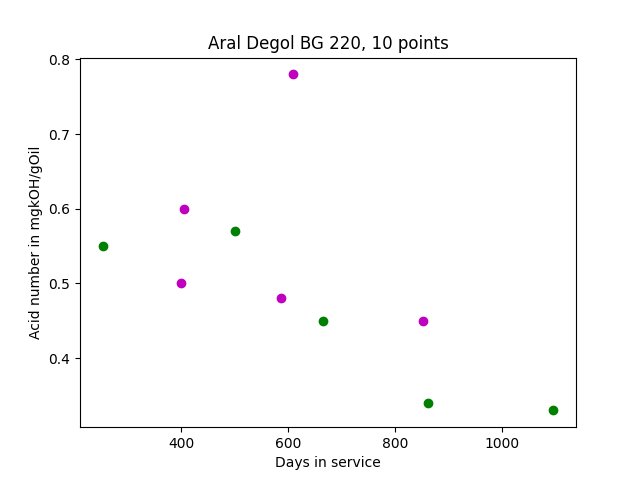 Aral Degol BG 220, 10 points
Acid number in mgkOH/gOil
0.8
0.7
0.6
0.5
0.4
400 600 800 1000
Days in service